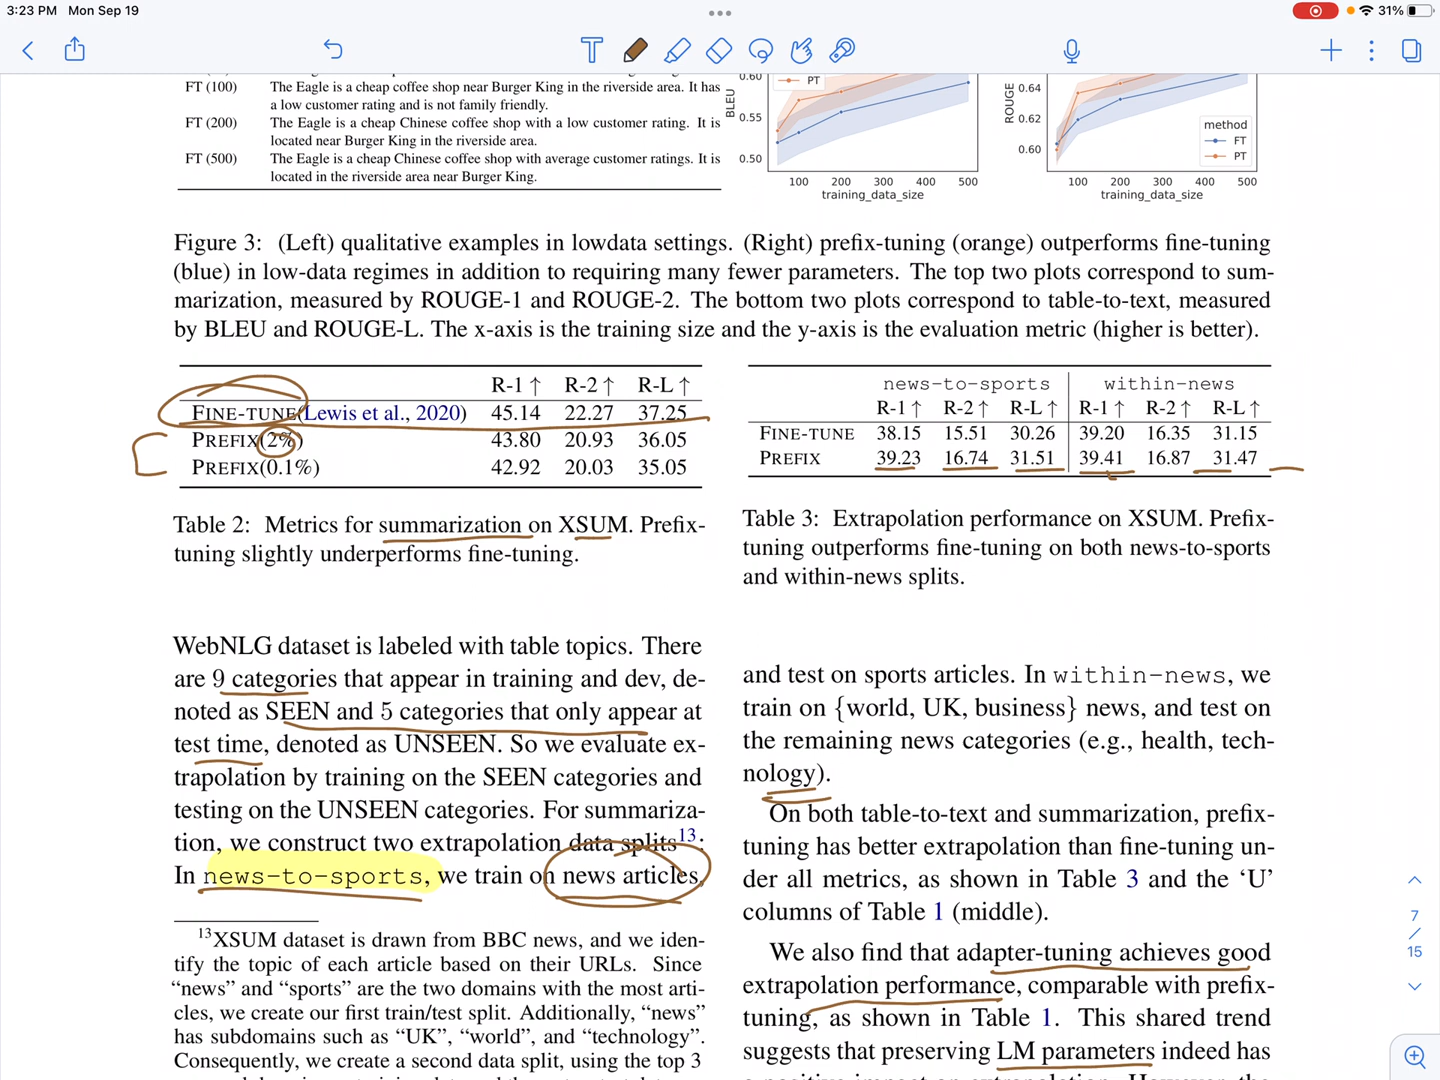 3:23 PM Mon Sep 19
31%
FT (100) The Eagle is a cheap coffee shop near Burger King in the riverside area. It has
a low customer rating and is not family friendly.
FT (200) The Eagle is a cheap Chinese coffee shop with a low customer rating. It is
located near Burger King in the riverside area.
FT (500) The Eagle is a cheap Chinese coffee shop with average customer ratings. It is
located in the riverside area near Burger King.
0.60
0.55
0.50
BLEU
PT
100 200 300 400 500
training_data_size
0.64
0.62
0.60
ROUGE
method
FT
PT
100 200 300 400 500
training_data_size
Figure 3: (Left) qualitative examples in lowdata settings. (Right) prefix-tuning (orange) outperforms fine-tuning
(blue) in low-data regimes in addition to requiring many fewer parameters. The top two plots correspond to sum-
marization, measured by ROUGE-1 and ROUGE-2. The bottom two plots correspond to table-to-text, measured
by BLEU and ROUGE-L. The x-axis is the training size and the y-axis is the evaluation metric (higher is better).
R-1 ↑ R-2 ↑ R-L ↑
FINE-TUNE(Lewis et al., 2020) 45.14 22.27 37.25
PREFIX(2%) 43.80 20.93 36.05
PREFIX(0.1%) 42.92 20.03 35.05
Table 2: Metrics for summarization on XSUM. Prefix-
tuning slightly underperforms fine-tuning.
news-to-sports within-news
R-1 ↑ R-2 ↑ R-L ↑ R-1 ↑ R-2 ↑ R-L ↑
FINE-TUNE 38.15 15.51 30.26 39.20 16.35 31.15
PREFIX 39.23 16.74 31.51 39.41 16.87 31.47
Table 3: Extrapolation performance on XSUM. Prefix-
tuning outperforms fine-tuning on both news-to-sports
and within-news splits.
WebNLG dataset is labeled with table topics. There
are 9 categories that appear in training and dev, de-
noted as SEEN and 5 categories that only appear at
test time, denoted as UNSEEN. So we evaluate ex-
trapolation by training on the SEEN categories and
testing on the UNSEEN categories. For summariza-
tion, we construct two extrapolation data splits13:
In news-to-sports, we train on news articles,
13XSUM dataset is drawn from BBC news, and we iden-
tify the topic of each article based on their URLs. Since
“news” and “sports” are the two domains with the most arti-
cles, we create our first train/test split. Additionally, “news”
has subdomains such as “UK”, “world”, and “technology”.
Consequently, we create a second data split, using the top 3
and test on sports articles. In within-news, we
train on {world, UK, business} news, and test on
the remaining news categories (e.g., health, tech-
nology).
On both table-to-text and summarization, prefix-
tuning has better extrapolation than fine-tuning un-
der all metrics, as shown in Table 3 and the ‘U’
columns of Table 1 (middle).
We also find that adapter-tuning achieves good
extrapolation performance, comparable with prefix-
tuning, as shown in Table 1. This shared trend
suggests that preserving LM parameters indeed has
7
/
15